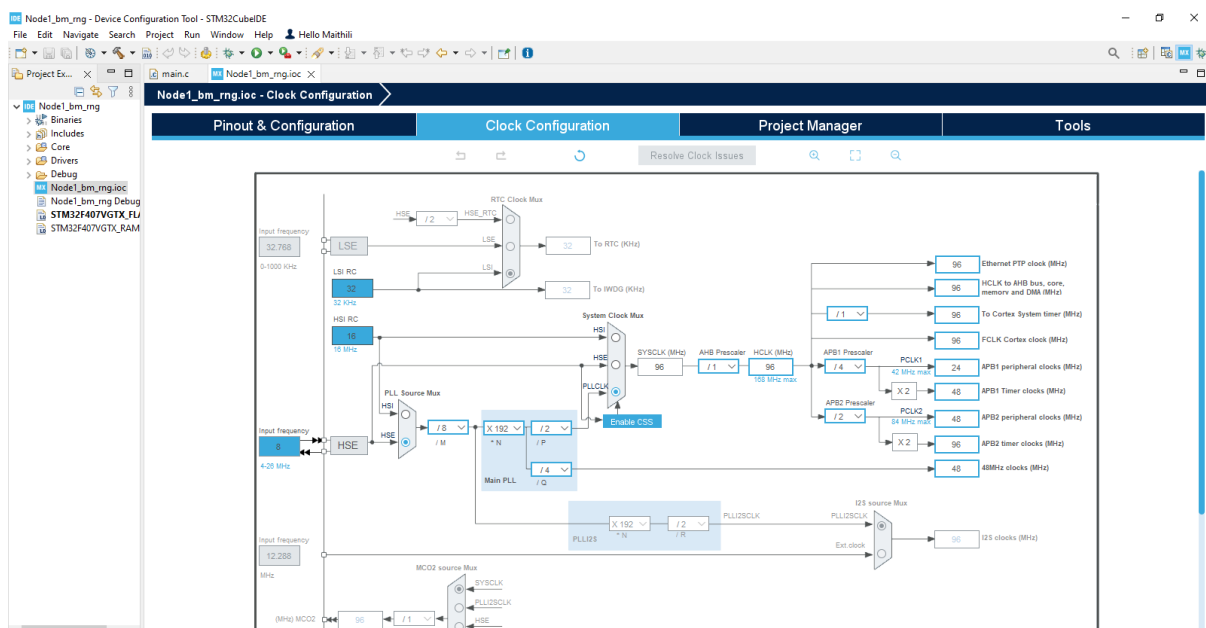 IDE Node1_bm_rng - Device Configuration Tool - STM32CubeIDE
File Edit Navigate Search Project Run Window Help Hello Maithili
Project Ex... main.c MX Node1_bm_rng.ioc
Node1_bm_rng.ioc - Clock Configuration
IDE Node1_bm_rng
Binaries
Includes
Core
Drivers
Debug
MX Node1_bm_rng.ioc
Node1_bm_rng Debug
STM32F407VGTX_FL
STM32F407VGTX_RAM
Pinout & Configuration Clock Configuration Project Manager Tools
Resolve Clock Issues
RTC Clock Mux
HSE / 2 HSE_RTC
Input frequency
32.768 LSE LSE 32 To RTC (KHz)
0-1000 KHz
LSI RC LSI
32 32 To IWDG (KHz)
32 KHz
HSI RC
16
16 MHz
System Clock Mux
HSI
HSE
PLLCLK
Enable CSS
SYSCLK (MHz) AHB Prescaler HCLK (MHz)
96 / 1 96
168 MHz max
96 Ethernet PTP clock (MHz)
96 HCLK to AHB bus, core,
memory and DMA (MHz)
/ 1 96 To Cortex System timer (MHz)
96 FCLK Cortex clock (MHz)
APB1 Prescaler PCLK1
/ 4 42 MHz max 24 APB1 peripheral clocks (MHz)
X 2 48 APB1 Timer clocks (MHz)
APB2 Prescaler PCLK2
/ 2 84 MHz max 48 APB2 peripheral clocks (MHz)
X 2 96 APB2 timer clocks (MHz)
48 48MHz clocks (MHz)
PLL Source Mux
HSI
HSE
Input frequency
8 HSE
4-26 MHz
/ 8 X 192 / 2
/ M * N / P
/ 4
Main PLL / Q
X 192 / 2 PLLI2SCLK
PLLI2S * N / R
I2S source Mux
PLLI2SCLK
Ext.clock
96 I2S clocks (MHz)
Input frequency
12.288
MHz
MCO2 source Mux
SYSCLK
PLLI2SCLK
HSE
(MHz) MCO2 96 / 1